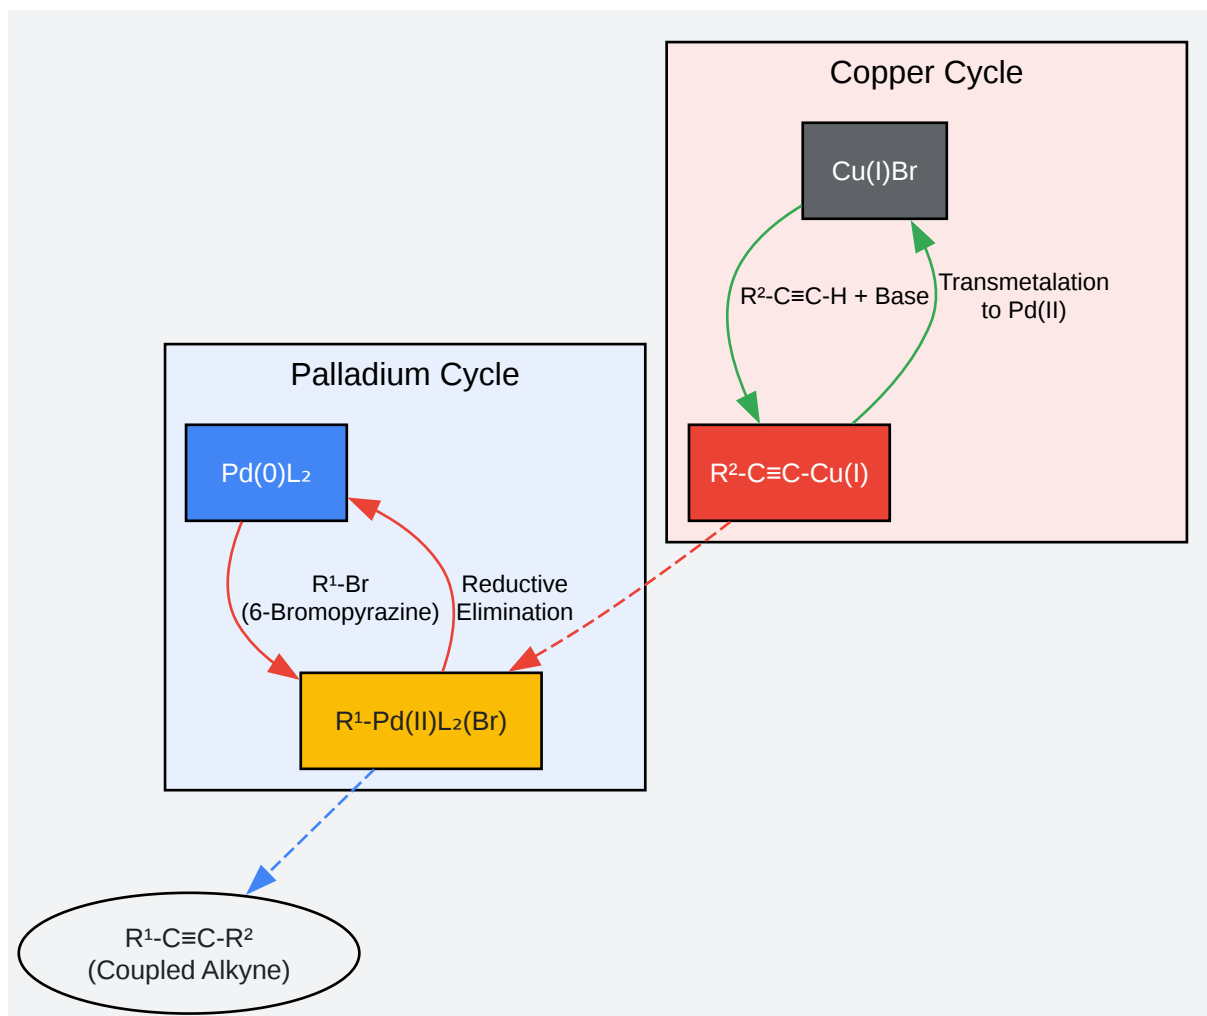 Copper Cycle
Cu(I)Br
R²-C≡C-H + Base
Transmetalation
to Pd(II)
R²-C≡C-Cu(I)
Palladium Cycle
Pd(0)L₂
R¹-Br
(6-Bromopyrazine)
Reductive
Elimination
R¹-Pd(II)L₂(Br)
R¹-C≡C-R²
(Coupled Alkyne)